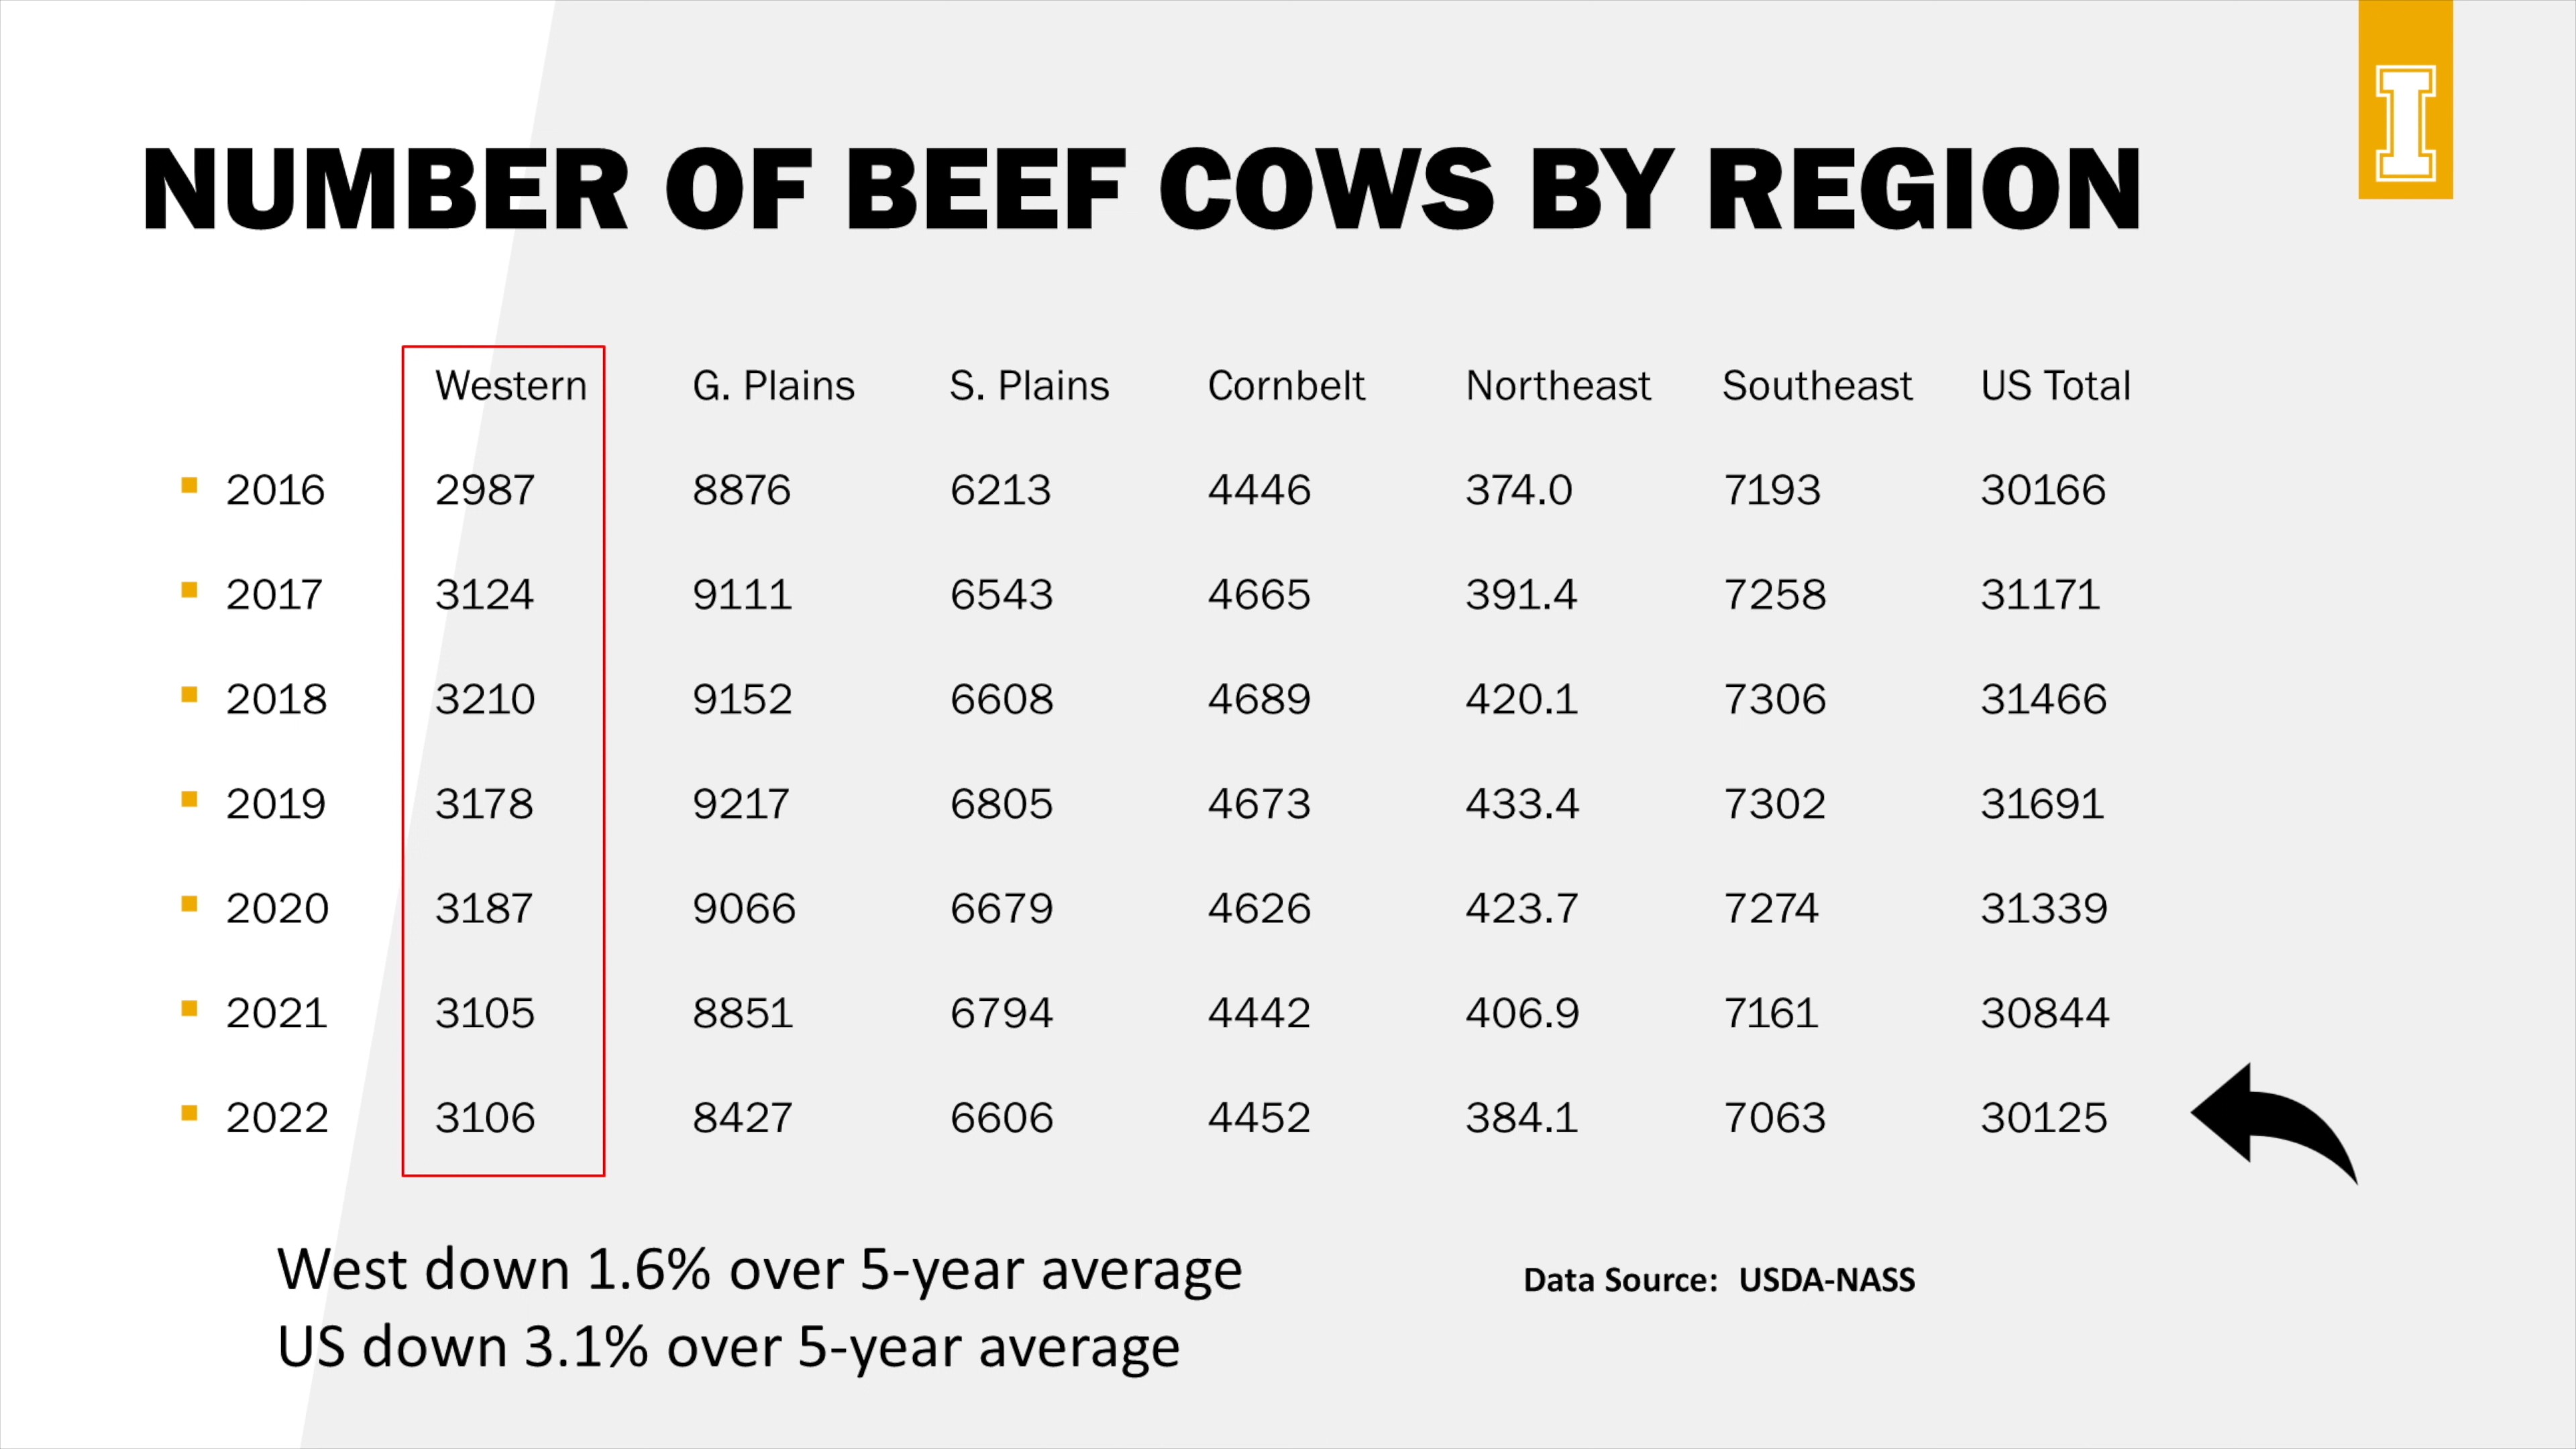 I
NUMBER OF BEEF COWS BY REGION
Western G. Plains S. Plains Cornbelt Northeast Southeast US Total
2016 2987 8876 6213 4446 374.0 7193 30166
2017 3124 9111 6543 4665 391.4 7258 31171
2018 3210 9152 6608 4689 420.1 7306 31466
2019 3178 9217 6805 4673 433.4 7302 31691
2020 3187 9066 6679 4626 423.7 7274 31339
2021 3105 8851 6794 4442 406.9 7161 30844
2022 3106 8427 6606 4452 384.1 7063 30125
West down 1.6% over 5-year average
US down 3.1% over 5-year average
Data Source: USDA-NASS